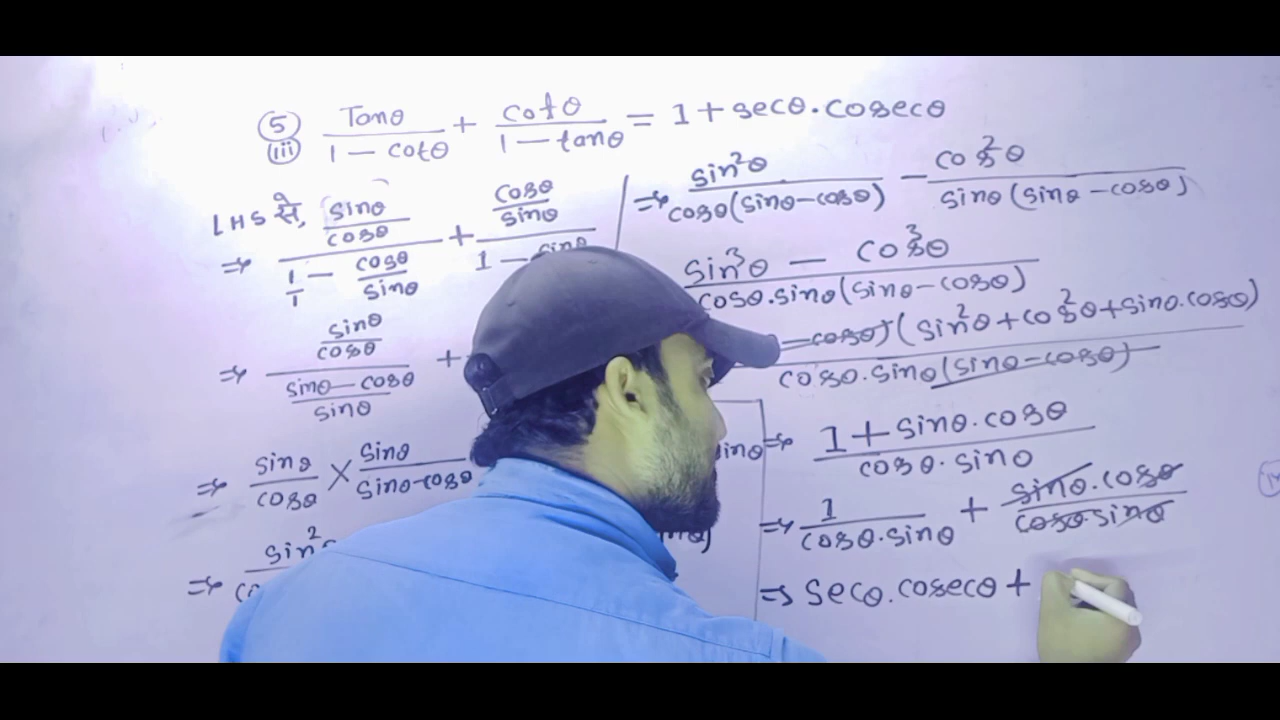 ⑤ Tanθ / 1 − cotθ + cotθ / 1 − tanθ = 1 + secθ.cosecθ
(iii)
LHS से,
⇒ sinθ/cosθ / 1/1 − cosθ/sinθ + cosθ/sinθ / 1 −
⇒ sinθ/cosθ / sinθ−cosθ/sinθ +
⇒ sinθ/cosθ × sinθ/sinθ-cosθ
⇒ sin²
⇒ sin²θ / cosθ(sinθ−cosθ) − cos²θ / sinθ(sinθ−cosθ)
sin³θ − cos³θ / cosθ.sinθ(sinθ−cosθ)
−cosθ)(sin²θ+cos²θ+sinθ.cosθ) / cosθ.sinθ(sinθ−cosθ)
⇒ 1 + sinθ.cosθ / cosθ.sinθ
⇒ 1 / cosθ.sinθ + sinθ.cosθ / cosθ.sinθ
⇒ secθ.cosecθ +